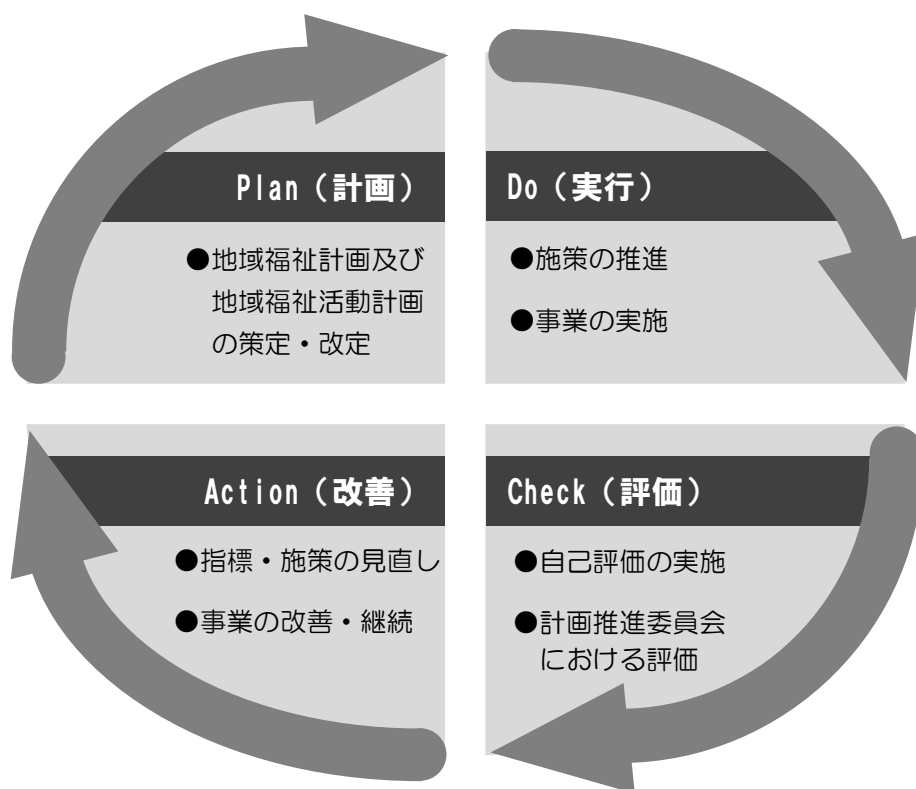 Plan（計画）
●地域福祉計画及び
地域福祉活動計画
の策定・改定
Do（実行）
●施策の推進
●事業の実施
Action（改善）
●指標・施策の見直し
●事業の改善・継続
Check（評価）
●自己評価の実施
●計画推進委員会
における評価